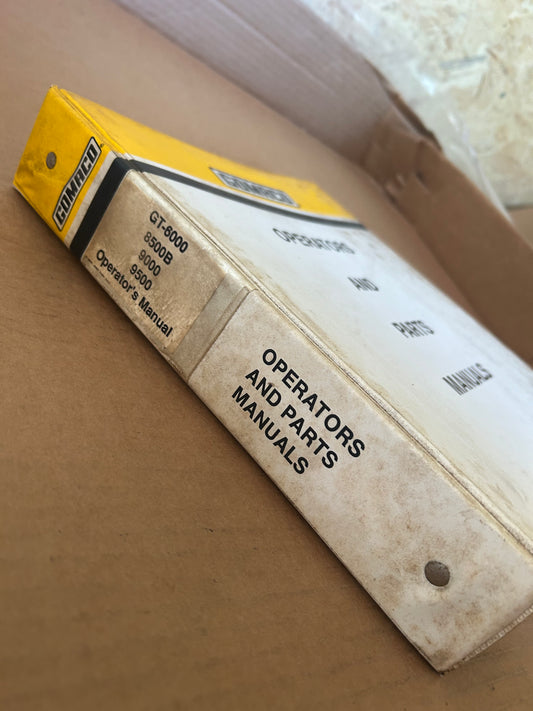 GOMACO
GT-6000
8500B
9000
9500
Operator's Manual
OPERATORS
AND PARTS
MANUALS
GOMACO
OPERATORS
AND
PARTS
MANUALS